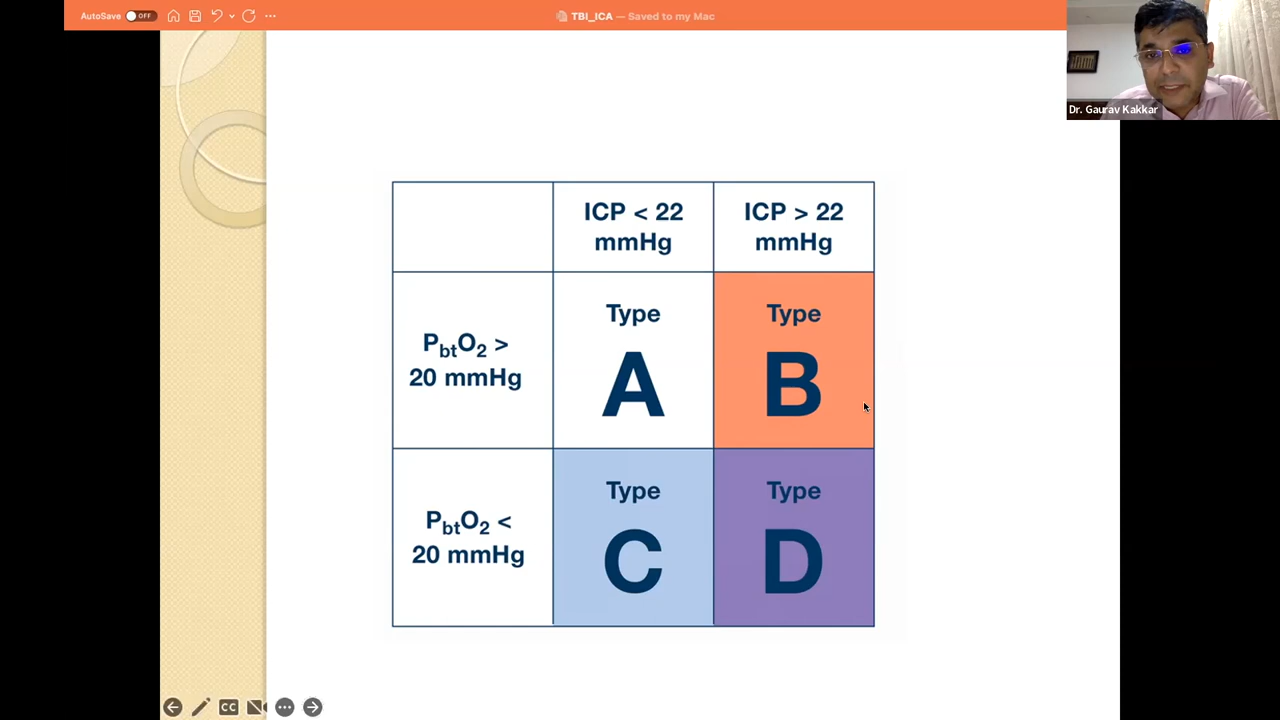 AutoSave OFF
TBI_ICA — Saved to my Mac
Dr. Gaurav Kakkar
ICP < 22
mmHg
ICP > 22
mmHg
PbtO2 >
20 mmHg
Type
A
Type
B
PbtO2 <
20 mmHg
Type
C
Type
D
CC